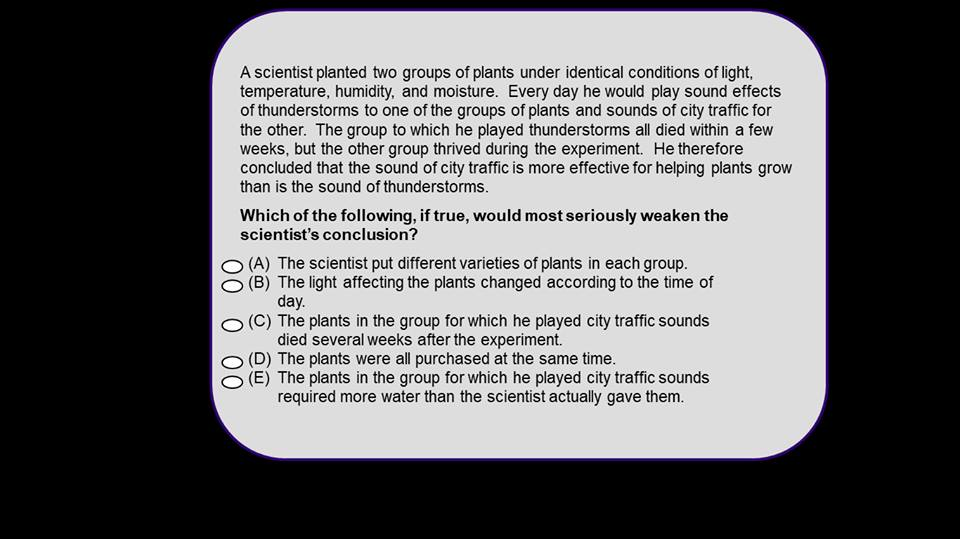 A scientist planted two groups of plants under identical conditions of light,
temperature, humidity, and moisture. Every day he would play sound effects
of thunderstorms to one of the groups of plants and sounds of city traffic for
the other. The group to which he played thunderstorms all died within a few
weeks, but the other group thrived during the experiment. He therefore
concluded that the sound of city traffic is more effective for helping plants grow
than is the sound of thunderstorms.
Which of the following, if true, would most seriously weaken the
scientist's conclusion?
(A) The scientist put different varieties of plants in each group.
(B) The light affecting the plants changed according to the time of
day.
(C) The plants in the group for which he played city traffic sounds
died several weeks after the experiment.
(D) The plants were all purchased at the same time.
(E) The plants in the group for which he played city traffic sounds
required more water than the scientist actually gave them.